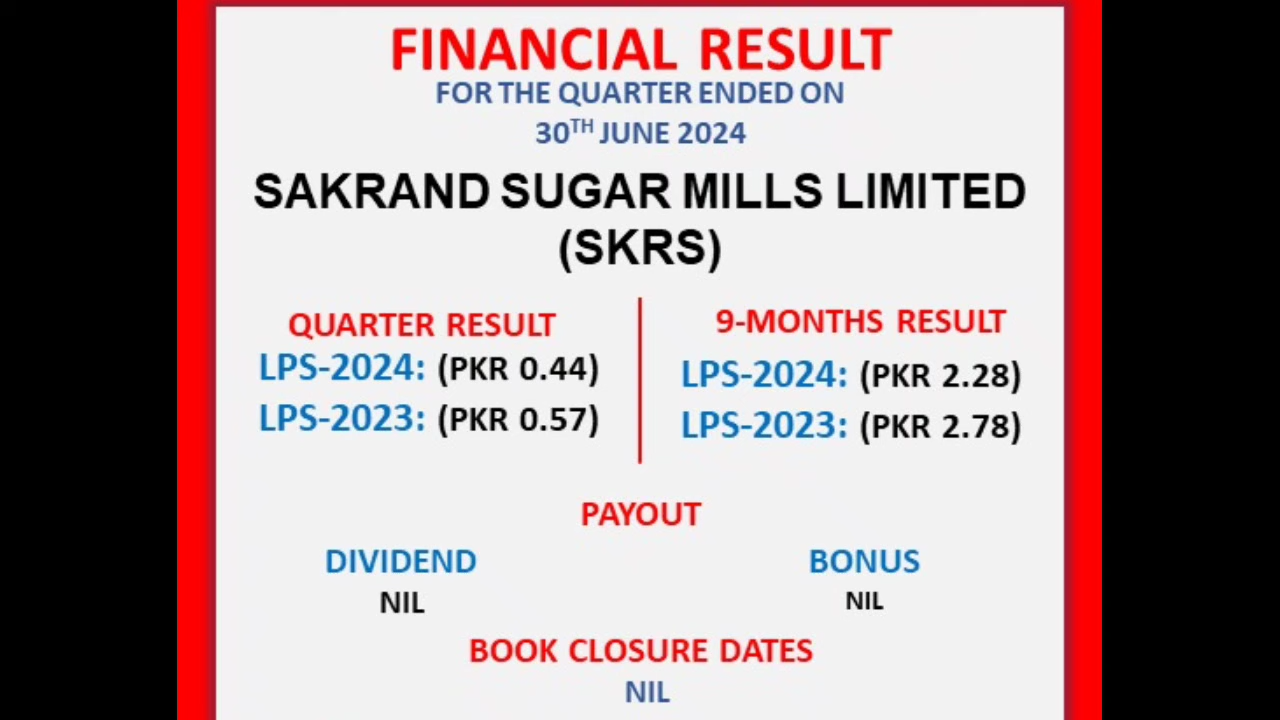 FINANCIAL RESULT
FOR THE QUARTER ENDED ON
30TH JUNE 2024
SAKRAND SUGAR MILLS LIMITED
(SKRS)
QUARTER RESULT
LPS-2024: (PKR 0.44)
LPS-2023: (PKR 0.57)
9-MONTHS RESULT
LPS-2024: (PKR 2.28)
LPS-2023: (PKR 2.78)
PAYOUT
DIVIDEND
NIL
BONUS
NIL
BOOK CLOSURE DATES
NIL